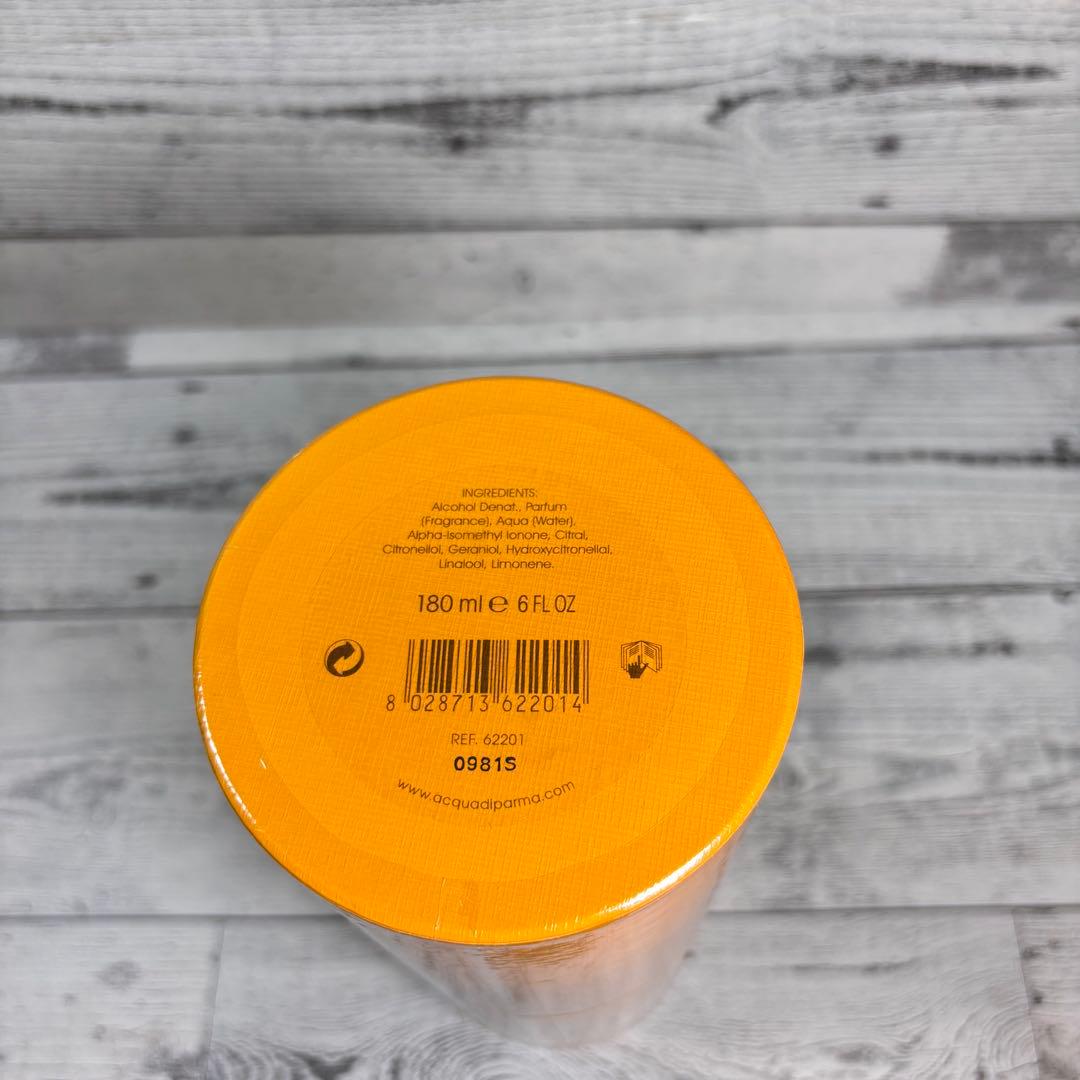 INGREDIENTS:
Alcohol Denat., Parfum
(Fragrance), Aqua (Water),
Alpha-Isomethyl Ionone, Citral,
Citronellol, Geraniol, Hydroxycitronellal,
Linalool, Limonene.
180 ml e 6 FL OZ
8 028713 622014
REF. 62201
0981S
www.acquadiparma.com